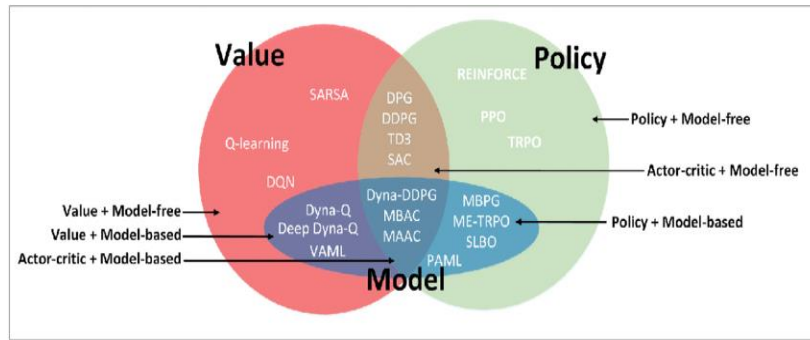 Value
Policy
REINFORCE
SARSA
DPG
DDPG
TD3
SAC
PPO
TRPO
Policy + Model-free
Q-learning
Actor-critic + Model-free
DQN
Dyna-DDPG
MBAC
MAAC
MBPG
ME-TRPO
SLBO
PAML
Dyna-Q
Deep Dyna-Q
VAML
Value + Model-free
Value + Model-based
Actor-critic + Model-based
Policy + Model-based
Model